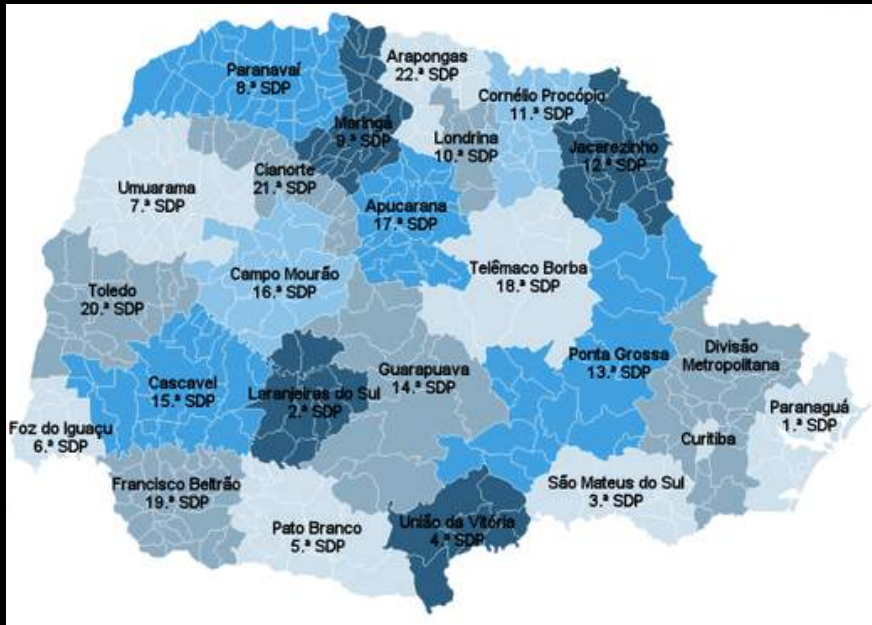 Arapongas
22.ª SDP
Paranavaí
8.ª SDP
Cornélio Procópio
11.ª SDP
Maringá
9.ª SDP
Londrina
10.ª SDP
Jacarezinho
12.ª SDP
Cianorte
21.ª SDP
Umuarama
7.ª SDP
Apucarana
17.ª SDP
Campo Mourão
16.ª SDP
Telêmaco Borba
18.ª SDP
Toledo
20.ª SDP
Divisão
Metropolitana
Ponta Grossa
13.ª SDP
Guarapuava
14.ª SDP
Cascavel
15.ª SDP
Laranjeiras do Sul
2.ª SDP
Paranaguá
1.ª SDP
Foz do Iguaçu
6.ª SDP
Curitiba
Francisco Beltrão
19.ª SDP
São Mateus do Sul
3.ª SDP
Pato Branco
5.ª SDP
União da Vitória
4.ª SDP